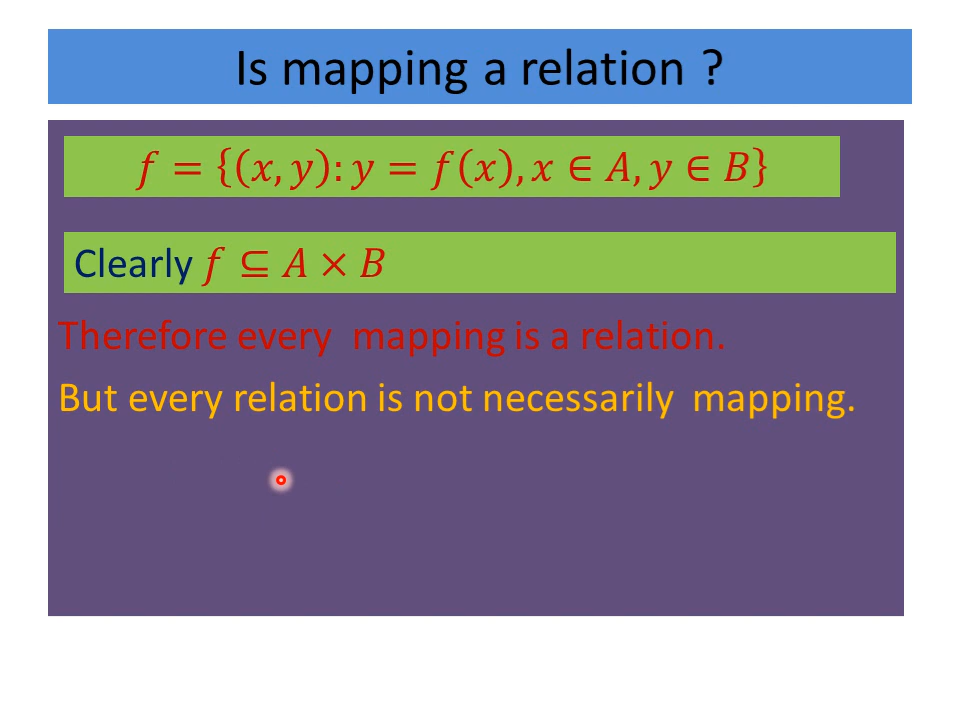 Is mapping a relation ?
𝑓 = {(𝑥, 𝑦): 𝑦 = 𝑓(𝑥), 𝑥 ∈ 𝐴, 𝑦 ∈ 𝐵}
Clearly 𝑓 ⊆ 𝐴 × 𝐵
Therefore every mapping is a relation.
But every relation is not necessarily mapping.